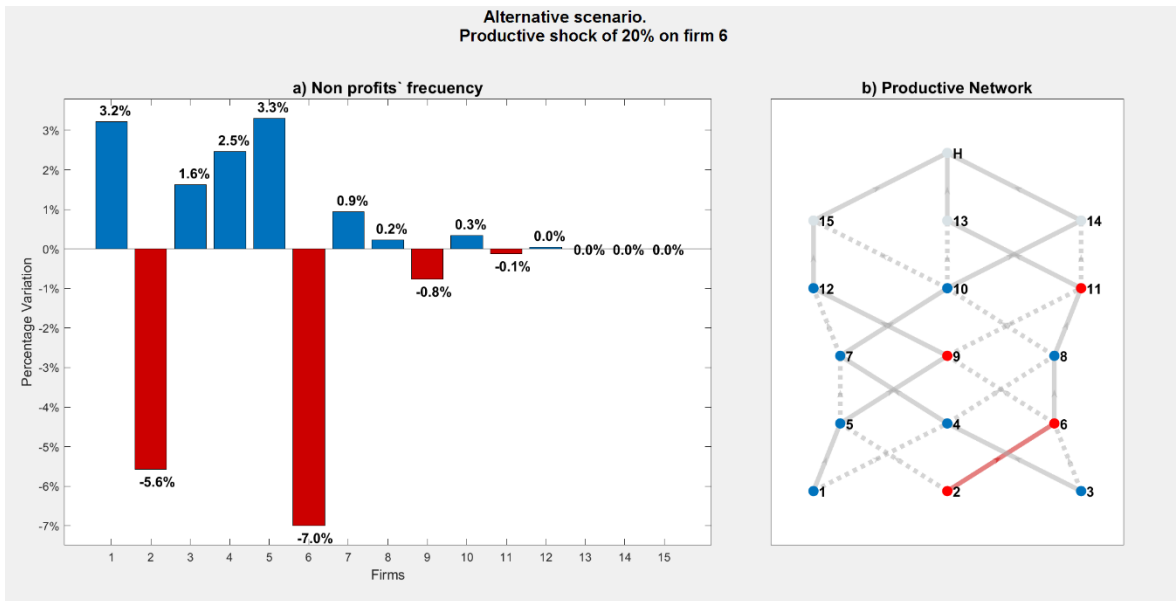 Alternative scenario.
Productive shock of 20% on firm 6
a) Non profits` frecuency
3%
2%
1%
0%
-1%
-2%
-3%
-4%
-5%
-6%
-7%
Percentage Variation
3.2%
-5.6%
1.6%
2.5%
3.3%
-7.0%
0.9%
0.2%
-0.8%
0.3%
-0.1%
0.0%
0.0%
0.0%
0.0%
1 2 3 4 5 6 7 8 9 10 11 12 13 14 15
Firms
b) Productive Network
H
15 13 14
12 10 11
7 9 8
5 4 6
1 2 3